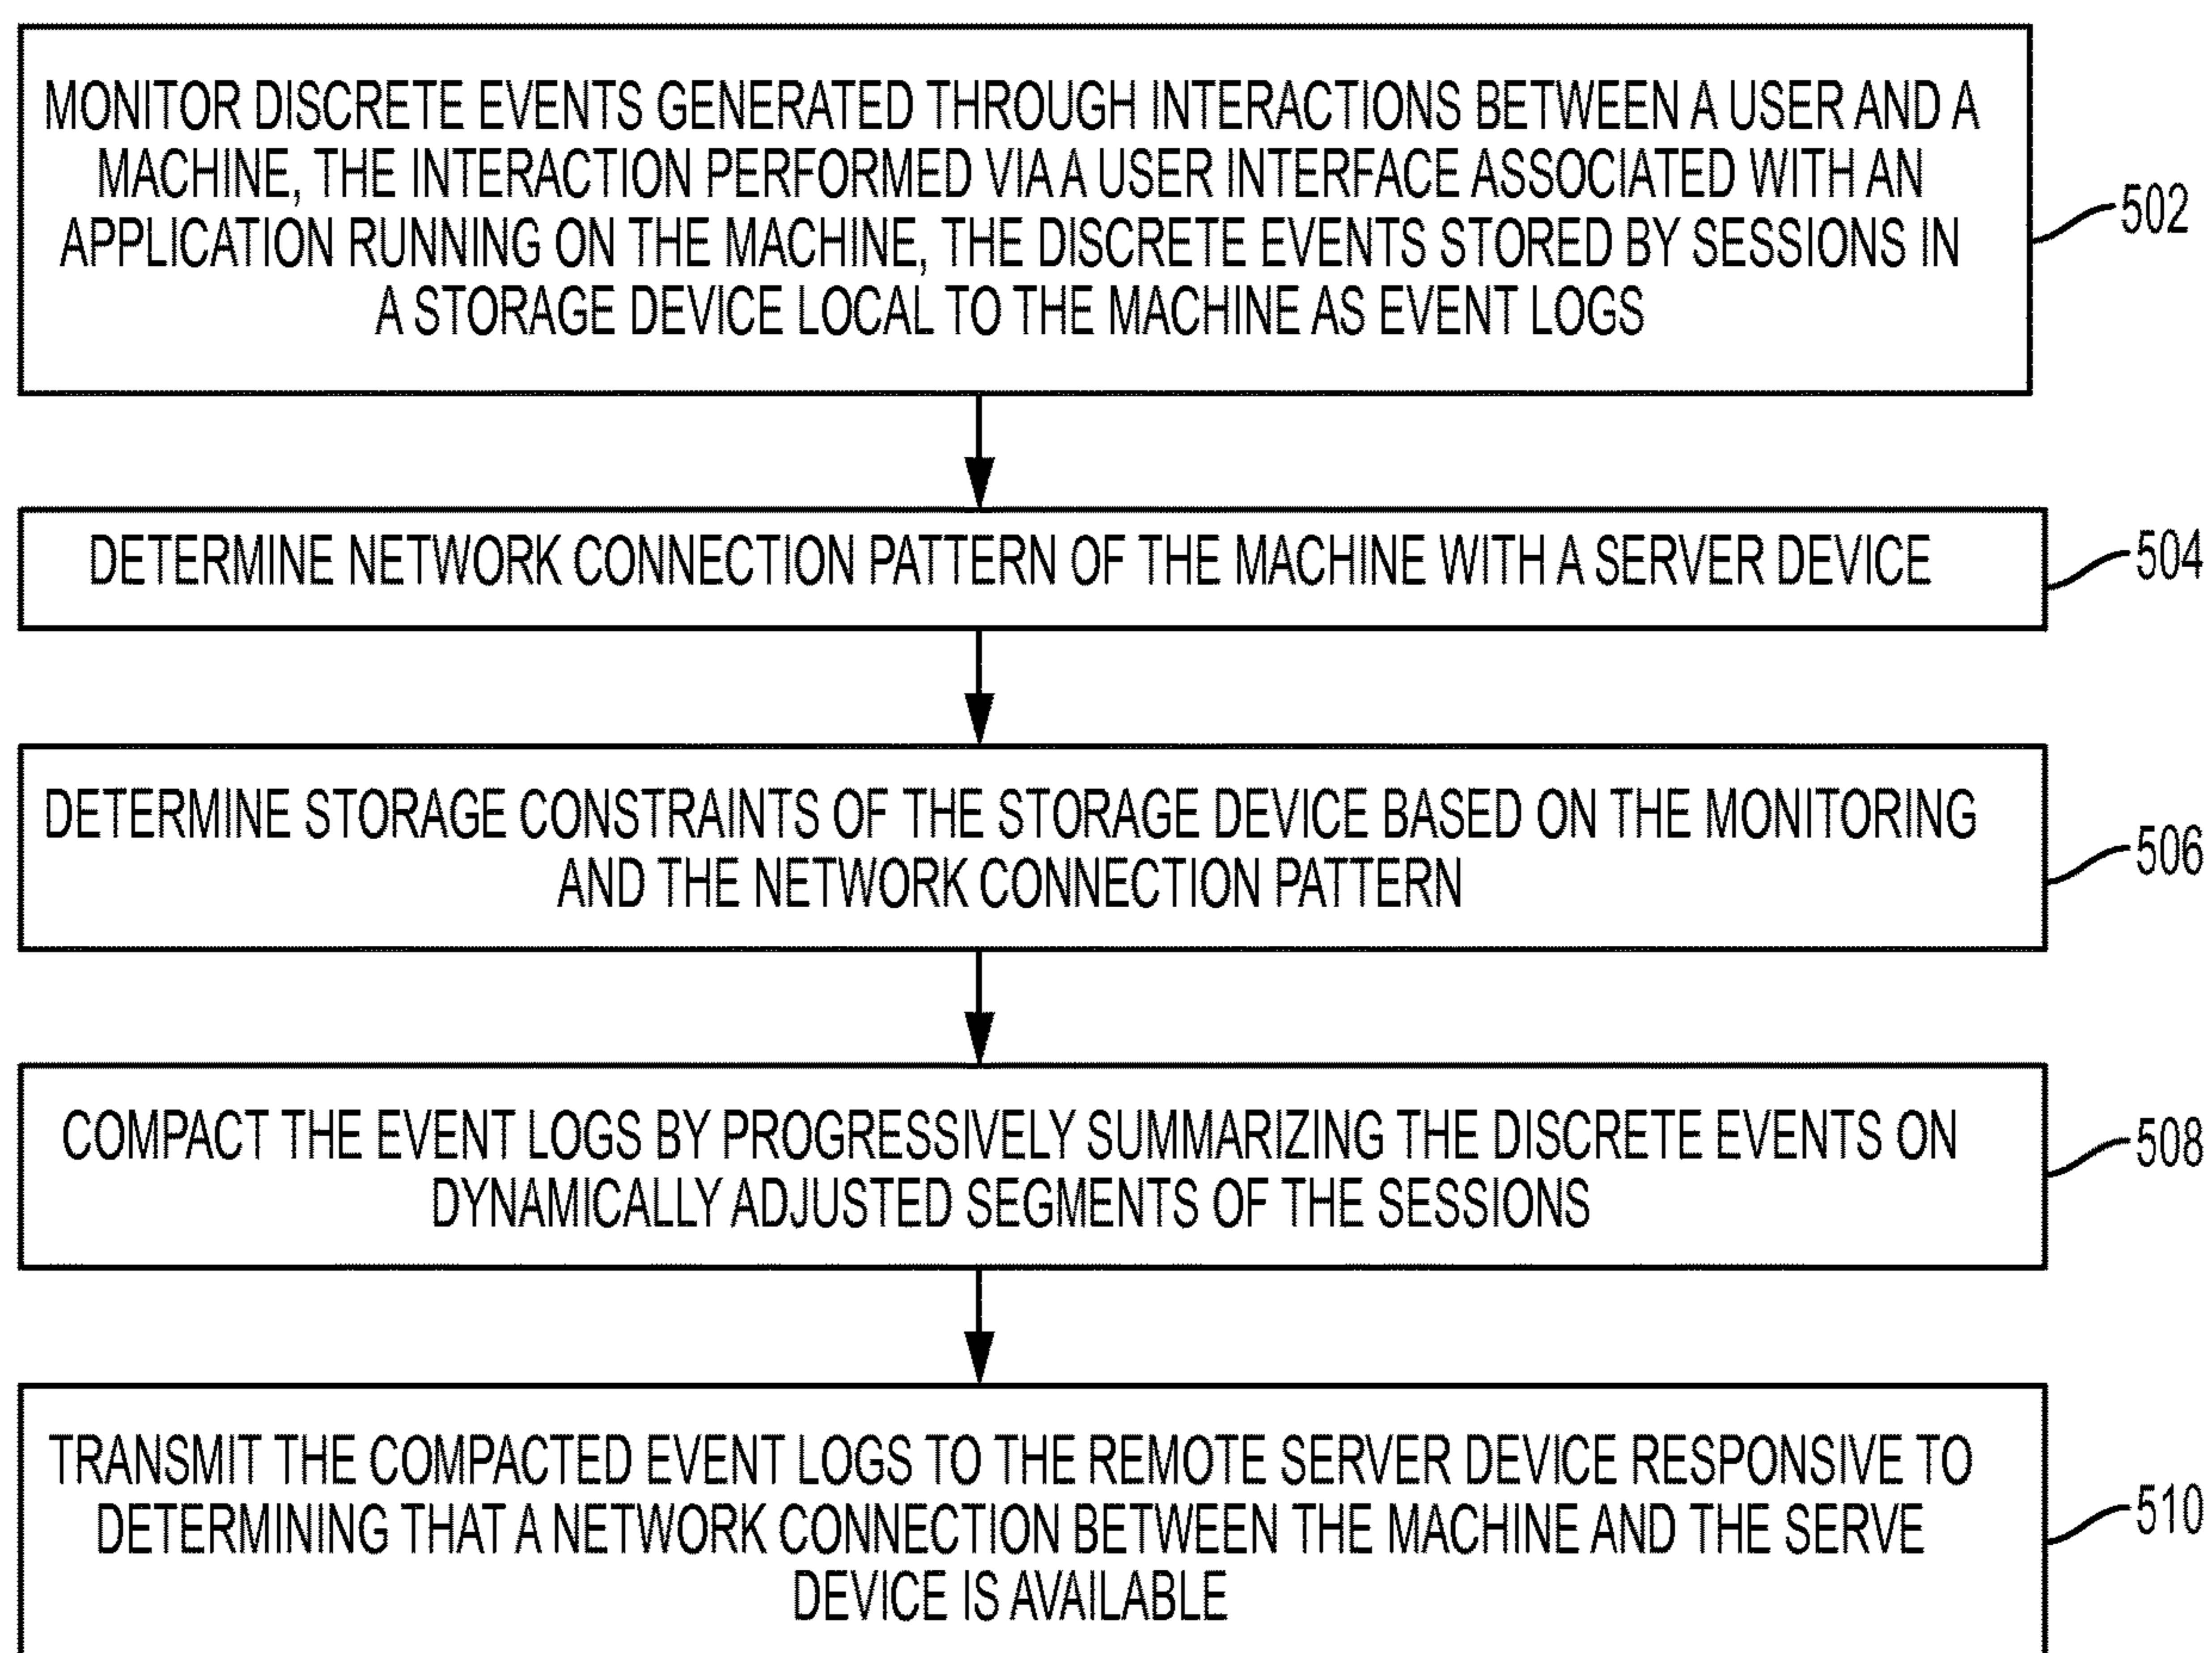 MONITOR DISCRETE EVENTS GENERATED THROUGH INTERACTIONS BETWEEN A USER AND A
MACHINE, THE INTERACTION PERFORMED VIA A USER INTERFACE ASSOCIATED WITH AN
APPLICATION RUNNING ON THE MACHINE, THE DISCRETE EVENTS STORED BY SESSIONS IN
A STORAGE DEVICE LOCAL TO THE MACHINE AS EVENT LOGS
502
DETERMINE NETWORK CONNECTION PATTERN OF THE MACHINE WITH A SERVER DEVICE
504
DETERMINE STORAGE CONSTRAINTS OF THE STORAGE DEVICE BASED ON THE MONITORING
AND THE NETWORK CONNECTION PATTERN
506
COMPACT THE EVENT LOGS BY PROGRESSIVELY SUMMARIZING THE DISCRETE EVENTS ON
DYNAMICALLY ADJUSTED SEGMENTS OF THE SESSIONS
508
TRANSMIT THE COMPACTED EVENT LOGS TO THE REMOTE SERVER DEVICE RESPONSIVE TO
DETERMINING THAT A NETWORK CONNECTION BETWEEN THE MACHINE AND THE SERVE
DEVICE IS AVAILABLE
510